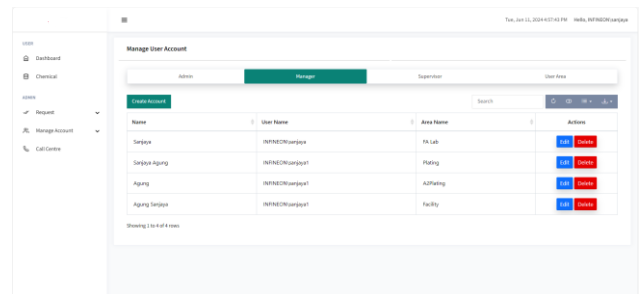 Tue, Jun 11, 2024 4:07:43 PM Hello, INFINEON\sanjaya
USER
Dashboard
Chemical
ADMIN
Request
Manage Account
Call Centre
Manage User Account
Admin Manager Supervisor User Area
Create Account Search
Name User Name Area Name Actions
Sanjaya INFINEON\sanjaya FA Lab Edit Delete
Sanjaya Agung INFINEON\sanjaya1 Plating Edit Delete
Agung INFINEON\sanjaya1 A2Plating Edit Delete
Agung Sanjaya INFINEON\sanjaya1 Facility Edit Delete
Showing 1 to 4 of 4 rows